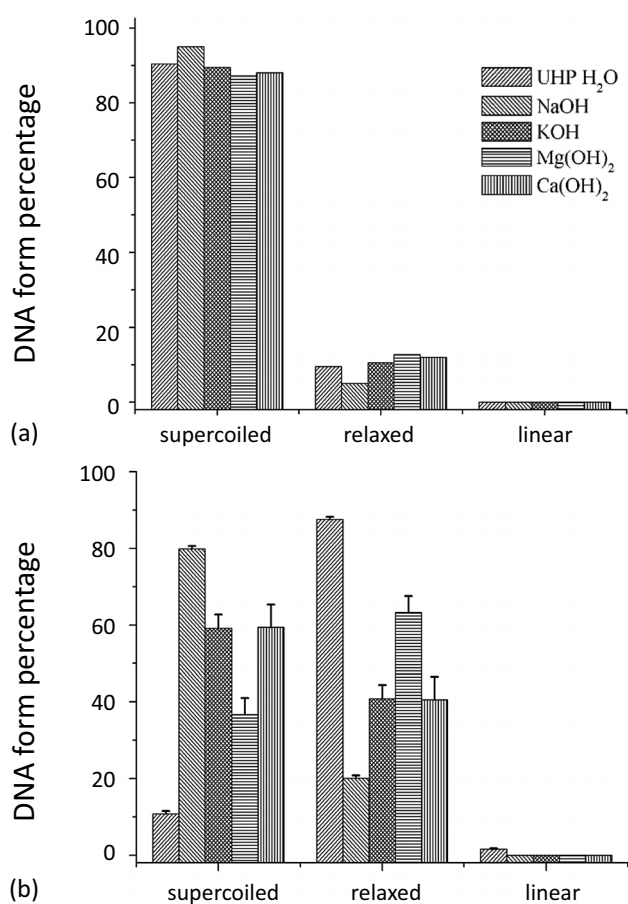 100
80
60
40
20
0
DNA form percentage
UHP H₂O
NaOH
KOH
Mg(OH)₂
Ca(OH)₂
(a)
supercoiled relaxed linear
100
80
60
40
20
0
DNA form percentage
(b)
supercoiled relaxed linear